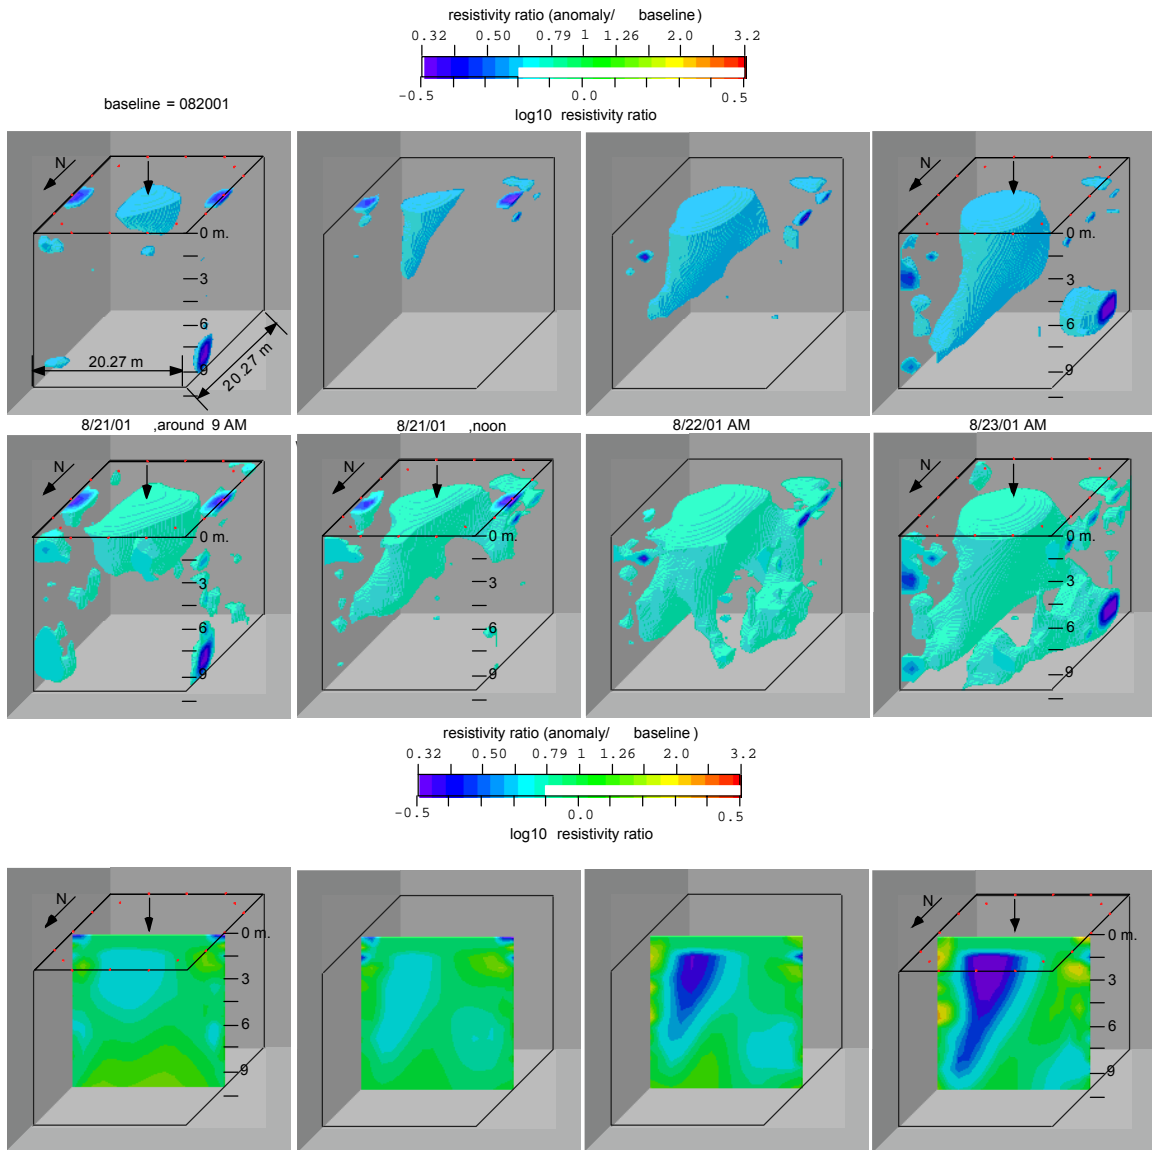 resistivity ratio (anomaly/ baseline)
0.32 0.50 0.79 1 1.26 2.0 3.2
-0.5 0.0 0.5
log10 resistivity ratio
baseline = 082001
N
0 m.
3
6
9
20.27 m
20.27 m
N
0 m.
3
6
9
8/21/01 ,around 9 AM
8/21/01 ,noon
8/22/01 AM
8/23/01 AM
N
0 m.
3
6
9
N
0 m.
3
6
9
N
0 m.
3
6
9
resistivity ratio (anomaly/ baseline)
0.32 0.50 0.79 1 1.26 2.0 3.2
-0.5 0.0 0.5
log10 resistivity ratio
N
0 m.
3
6
9
N
0 m.
3
6
9